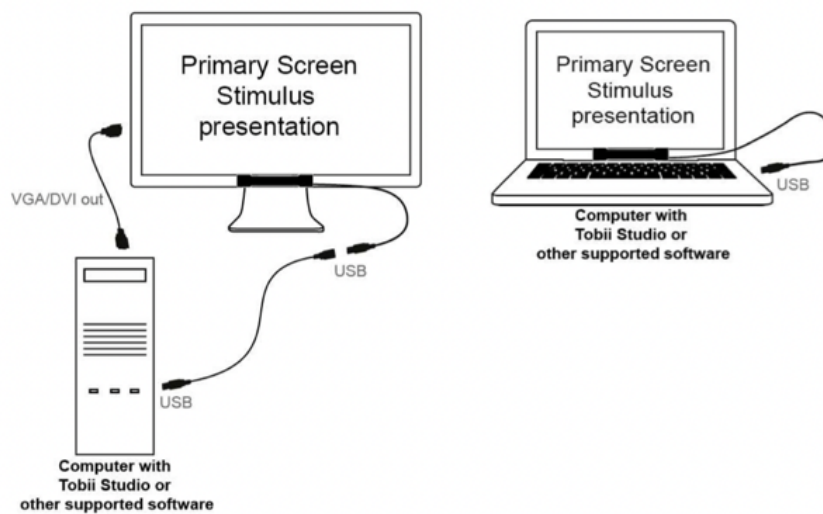 Primary Screen
Stimulus
presentation
VGA/DVI out
USB
USB
Computer with
Tobii Studio or
other supported software
Primary Screen
Stimulus
presentation
USB
Computer with
Tobii Studio or
other supported software